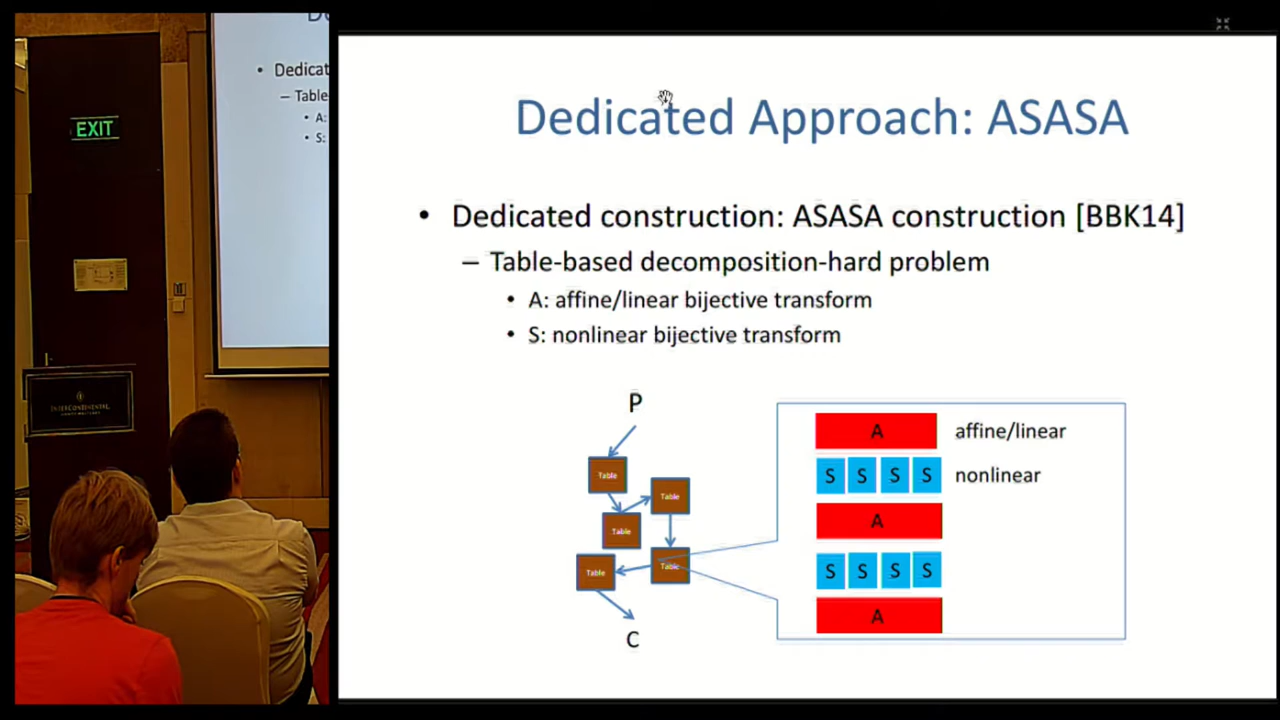 EXIT
INTERCONTINENTAL
De
• Dedicat
– Table
• A:
• S:
Dedicated Approach: ASASA
• Dedicated construction: ASASA construction [BBK14]
– Table-based decomposition-hard problem
• A: affine/linear bijective transform
• S: nonlinear bijective transform
P
Table
Table
Table
Table
Table
C
A affine/linear
S S S S nonlinear
A
S S S S
A